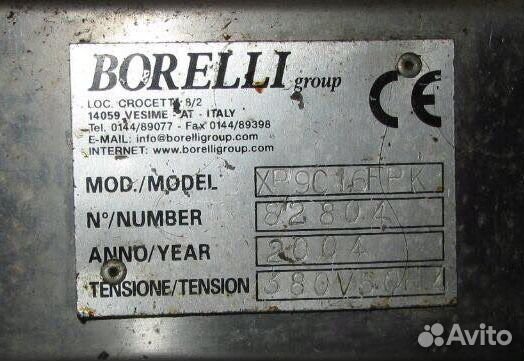 BORELLI group
LOC. CROCETTA 8/2
14059 VESIME - AT - ITALY
Tel. 0144/89077 - Fax 0144/89398
E-MAIL: info@borelligroup.com
INTERNET: www.borelligroup.com
CE
MOD./MODEL
N°/NUMBER 82804
ANNO/YEAR 2004
TENSIONE/TENSION 380V50HZ
Avito